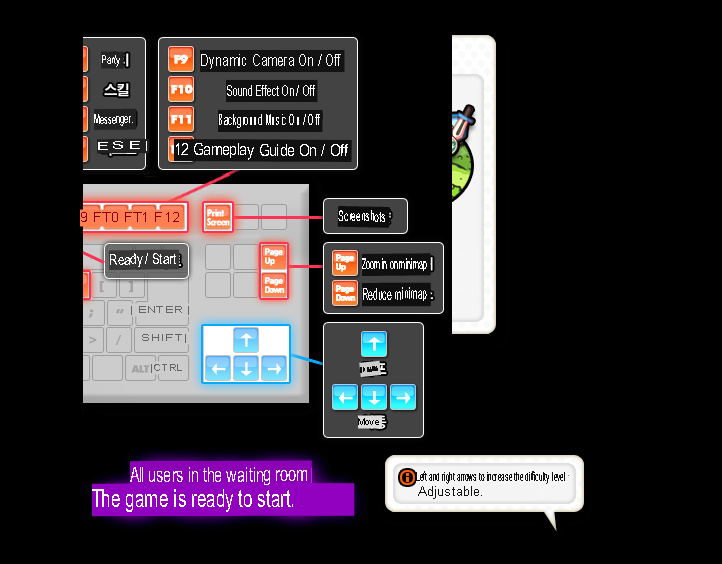 Party.
스킬
Messenger.
ESE
F9 Dynamic Camera On / Off
F10 Sound Effect On / Off
F11 Background Music On / Off
12 Gameplay Guide On / Off
9 FT0 FT1 F12
Print Screen
Screenshots :
Ready / Start :
Page Up
Page Down
Page Up Zoom in on minimap
Page Down Reduce minimap :
[ ]
; " ENTER
> / SHIFT
ALT CTRL
Move :
All users in the waiting room
The game is ready to start.
Left and right arrows to increase the difficulty level ·
Adjustable.